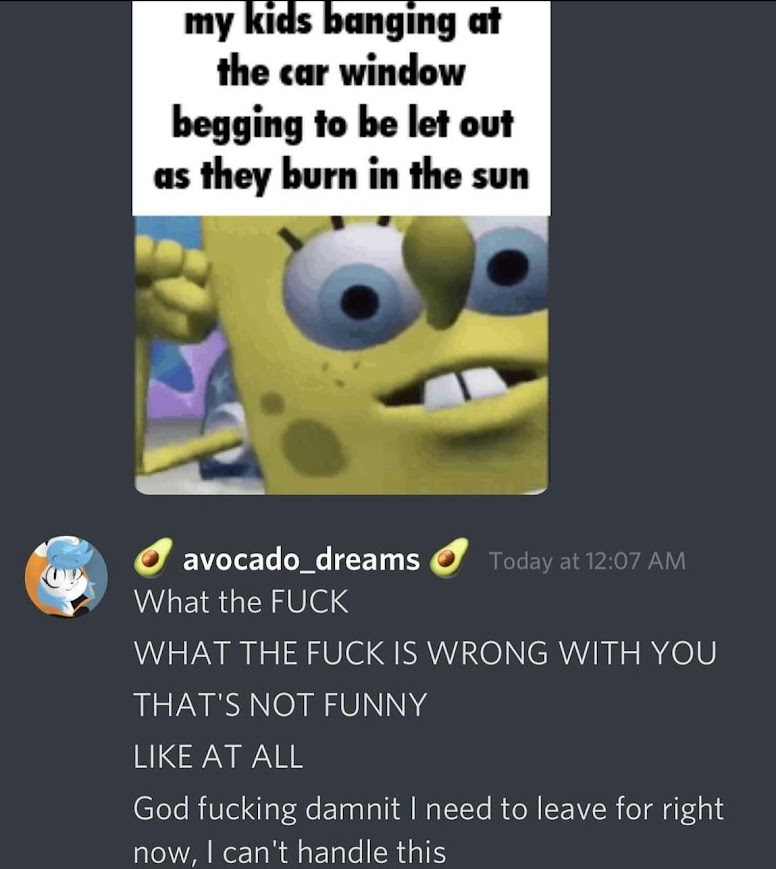 my kids banging at
the car window
begging to be let out
as they burn in the sun
🥑 avocado_dreams 🥑 Today at 12:07 AM
What the FUCK
WHAT THE FUCK IS WRONG WITH YOU
THAT'S NOT FUNNY
LIKE AT ALL
God fucking damnit I need to leave for right
now, I can't handle this